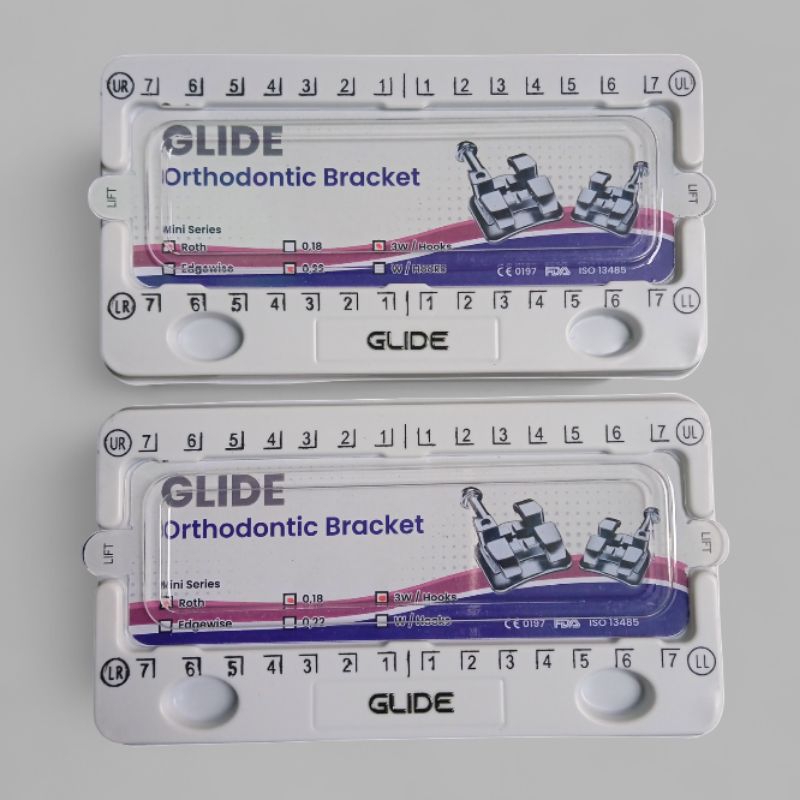 UR 7 6 5 4 3 2 1 1 2 3 4 5 6 7 UL
GLIDE
Orthodontic Bracket
LIFT
LIFT
Mini Series
Roth 0,18 3W / Hooks
Edgewise 0,22 W / Hooks
CE 0197 FDA ISO 13485
LR 7 6 5 4 3 2 1 1 2 3 4 5 6 7 LL
GLIDE
UR 7 6 5 4 3 2 1 1 2 3 4 5 6 7 UL
GLIDE
Orthodontic Bracket
LIFT
LIFT
Mini Series
Roth 0,18 3W / Hooks
Edgewise 0,22 W / Hooks
CE 0197 FDA ISO 13485
LR 7 6 5 4 3 2 1 1 2 3 4 5 6 7 LL
GLIDE